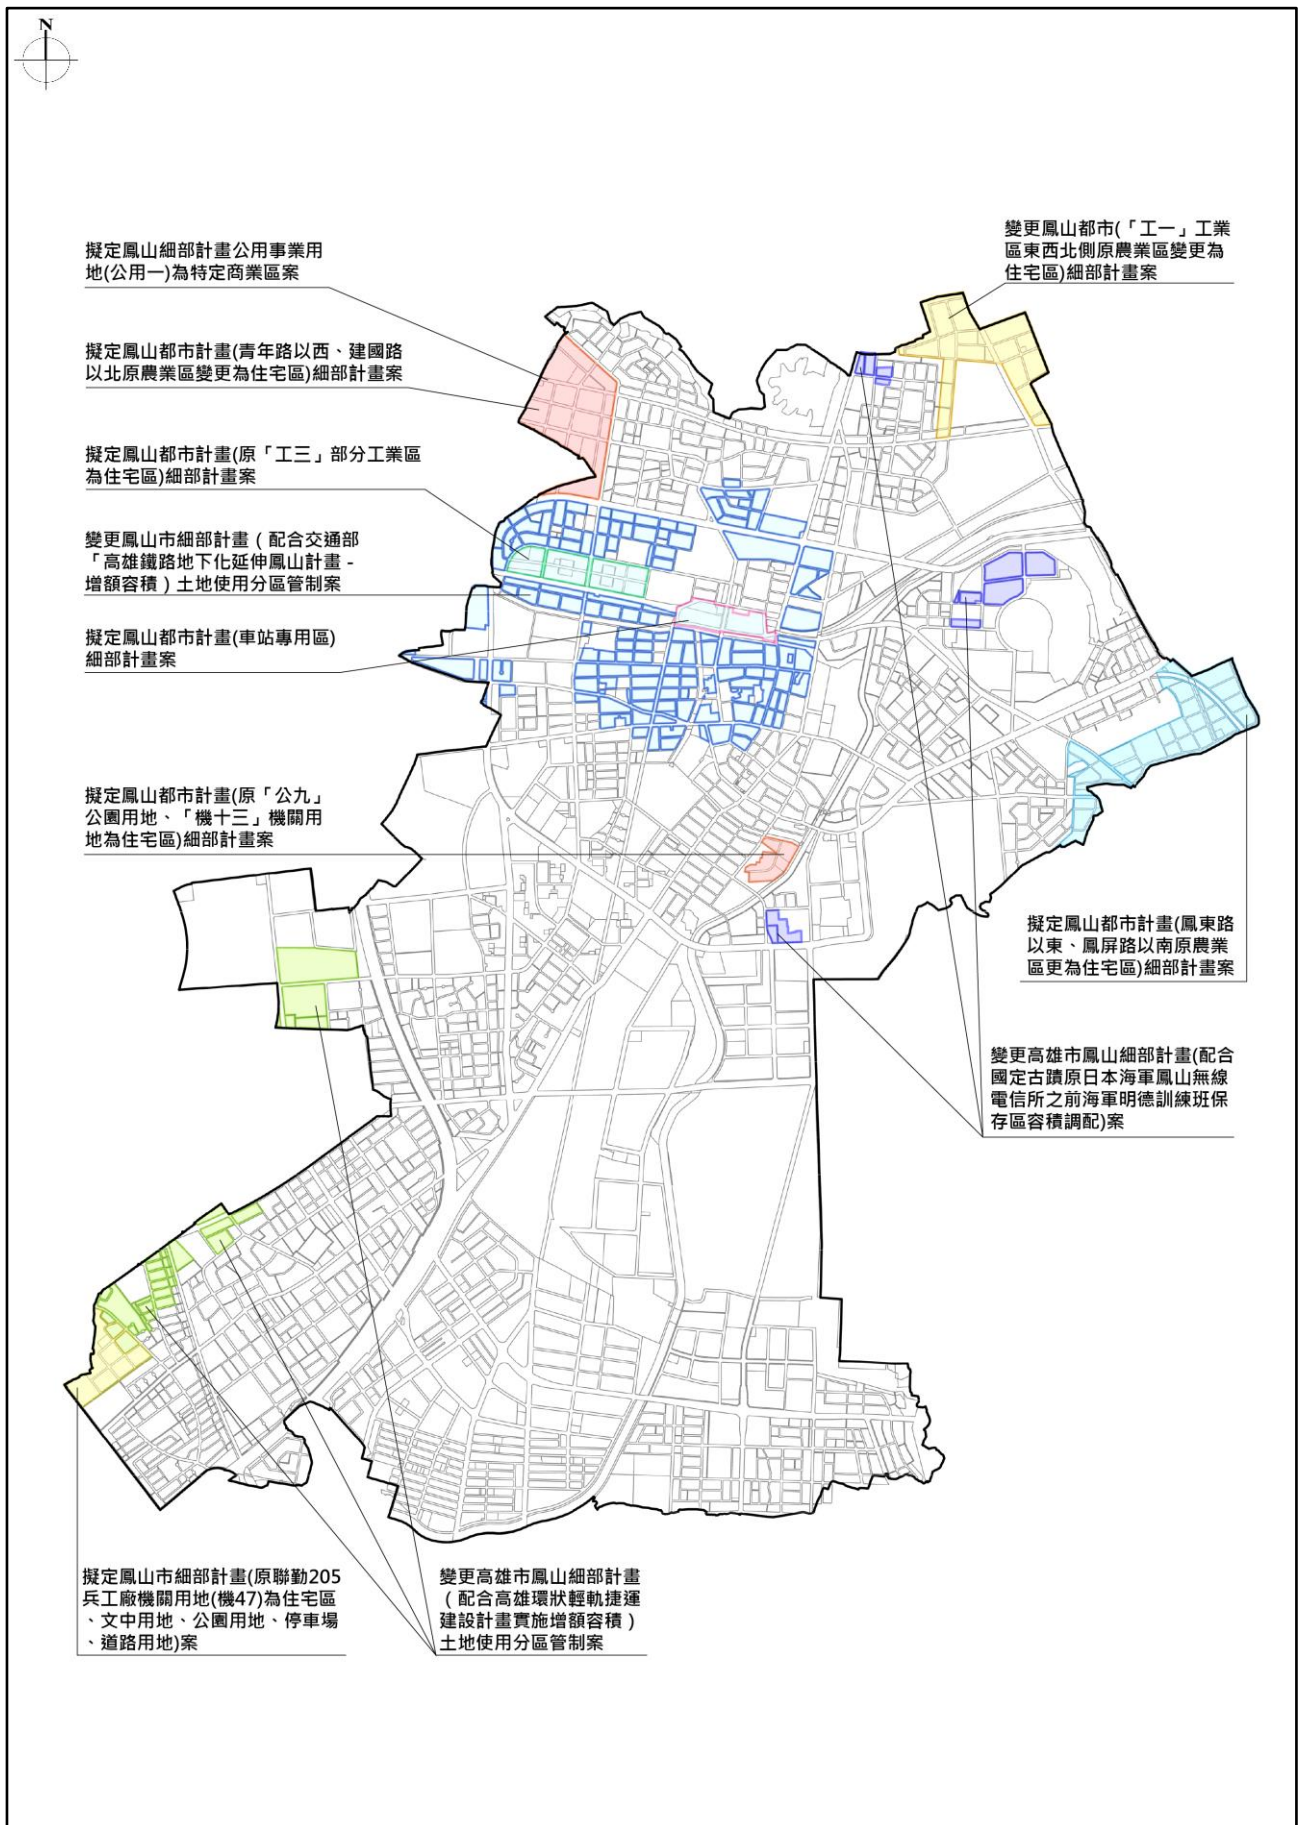 N
擬定鳳山細部計畫公用事業用
地(公用一)為特定商業區案
變更鳳山都市(「工一」工業
區東西北側原農業區變更為
住宅區)細部計畫案
擬定鳳山都市計畫(青年路以西、建國路
以北原農業區變更為住宅區)細部計畫案
擬定鳳山都市計畫(原「工三」部分工業區
為住宅區)細部計畫案
變更鳳山市細部計畫（配合交通部
「高雄鐵路地下化延伸鳳山計畫-
增額容積）土地使用分區管制案
擬定鳳山都市計畫(車站專用區)
細部計畫案
擬定鳳山都市計畫(原「公九」
公園用地、「機十三」機關用
地為住宅區)細部計畫案
擬定鳳山都市計畫(鳳東路
以東、鳳屏路以南原農業
區更為住宅區)細部計畫案
變更高雄市鳳山細部計畫(配合
國定古蹟原日本海軍鳳山無線
電信所之前海軍明德訓練班保
存區容積調配)案
擬定鳳山市細部計畫(原聯勤205
兵工廠機關用地(機47)為住宅區
、文中用地、公園用地、停車場
、道路用地)案
變更高雄市鳳山細部計畫
（配合高雄環狀輕軌捷運
建設計畫實施增額容積）
土地使用分區管制案